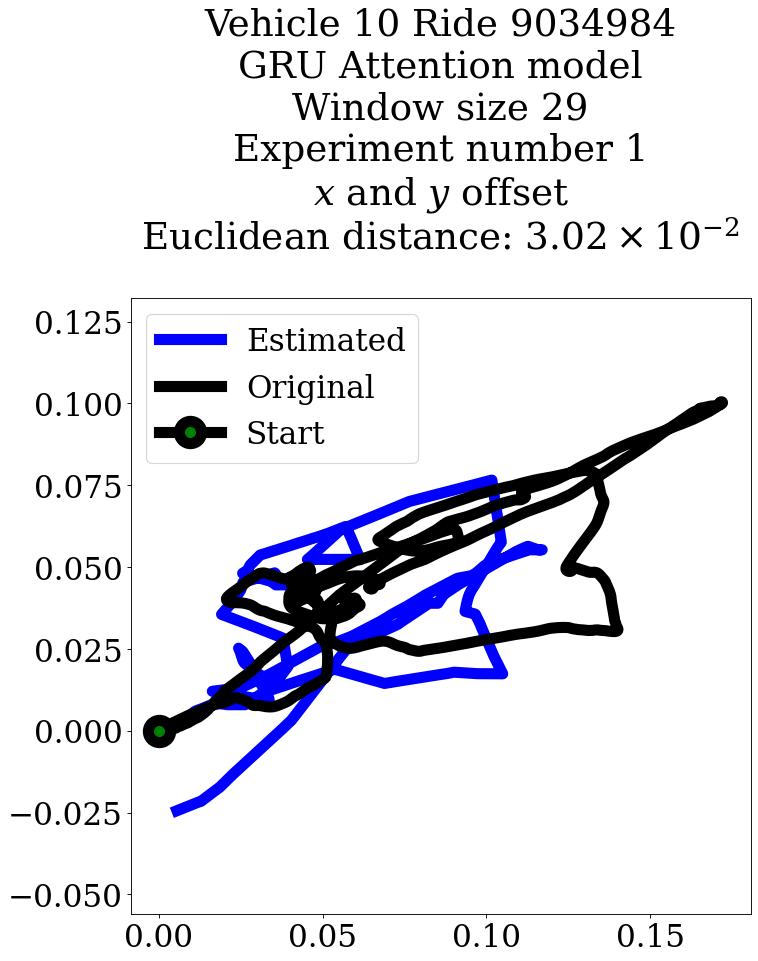 Vehicle 10 Ride 9034984
GRU Attention model
Window size 29
Experiment number 1
x and y offset
Euclidean distance: 3.02 × 10⁻²
Estimated
Original
Start
0.125
0.100
0.075
0.050
0.025
0.000
−0.025
−0.050
0.00 0.05 0.10 0.15